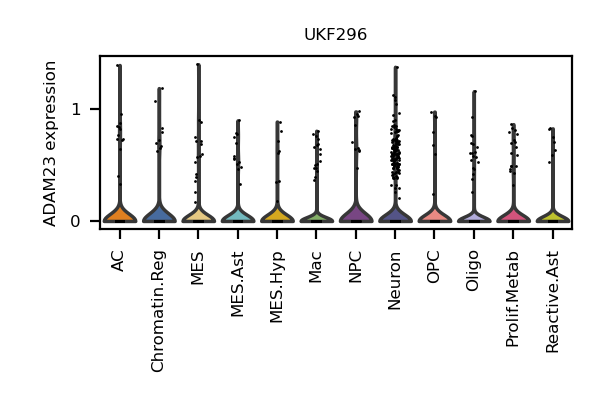 UKF296
ADAM23 expression
1
0
AC
Chromatin.Reg
MES
MES.Ast
MES.Hyp
Mac
NPC
Neuron
OPC
Oligo
Prolif.Metab
Reactive.Ast